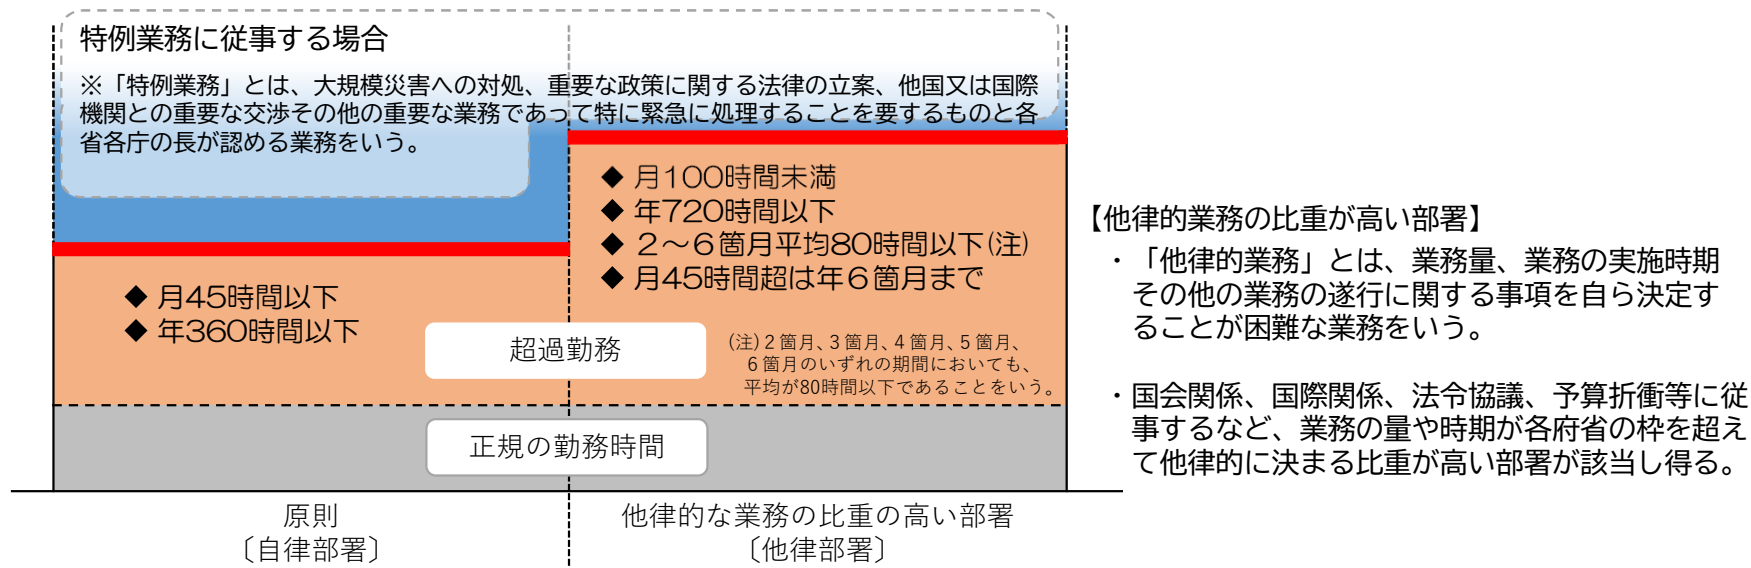 特例業務に従事する場合
※「特例業務」とは、大規模災害への対処、重要な政策に関する法律の立案、他国又は国際
機関との重要な交渉その他の重要な業務であって特に緊急に処理することを要するものと各
省各庁の長が認める業務をいう。
◆ 月45時間以下
◆ 年360時間以下
◆ 月100時間未満
◆ 年720時間以下
◆ 2~6箇月平均80時間以下(注)
◆ 月45時間超は年6箇月まで
(注)2箇月、3箇月、4箇月、5箇月、
6箇月のいずれの期間においても、
平均が80時間以下であることをいう。
超過勤務
正規の勤務時間
原則
〔自律部署〕
他律的な業務の比重の高い部署
〔他律部署〕
【他律的業務の比重が高い部署】
・「他律的業務」とは、業務量、業務の実施時期
その他の業務の遂行に関する事項を自ら決定す
ることが困難な業務をいう。
・国会関係、国際関係、法令協議、予算折衝等に従
事するなど、業務の量や時期が各府省の枠を超え
て他律的に決まる比重が高い部署が該当し得る。